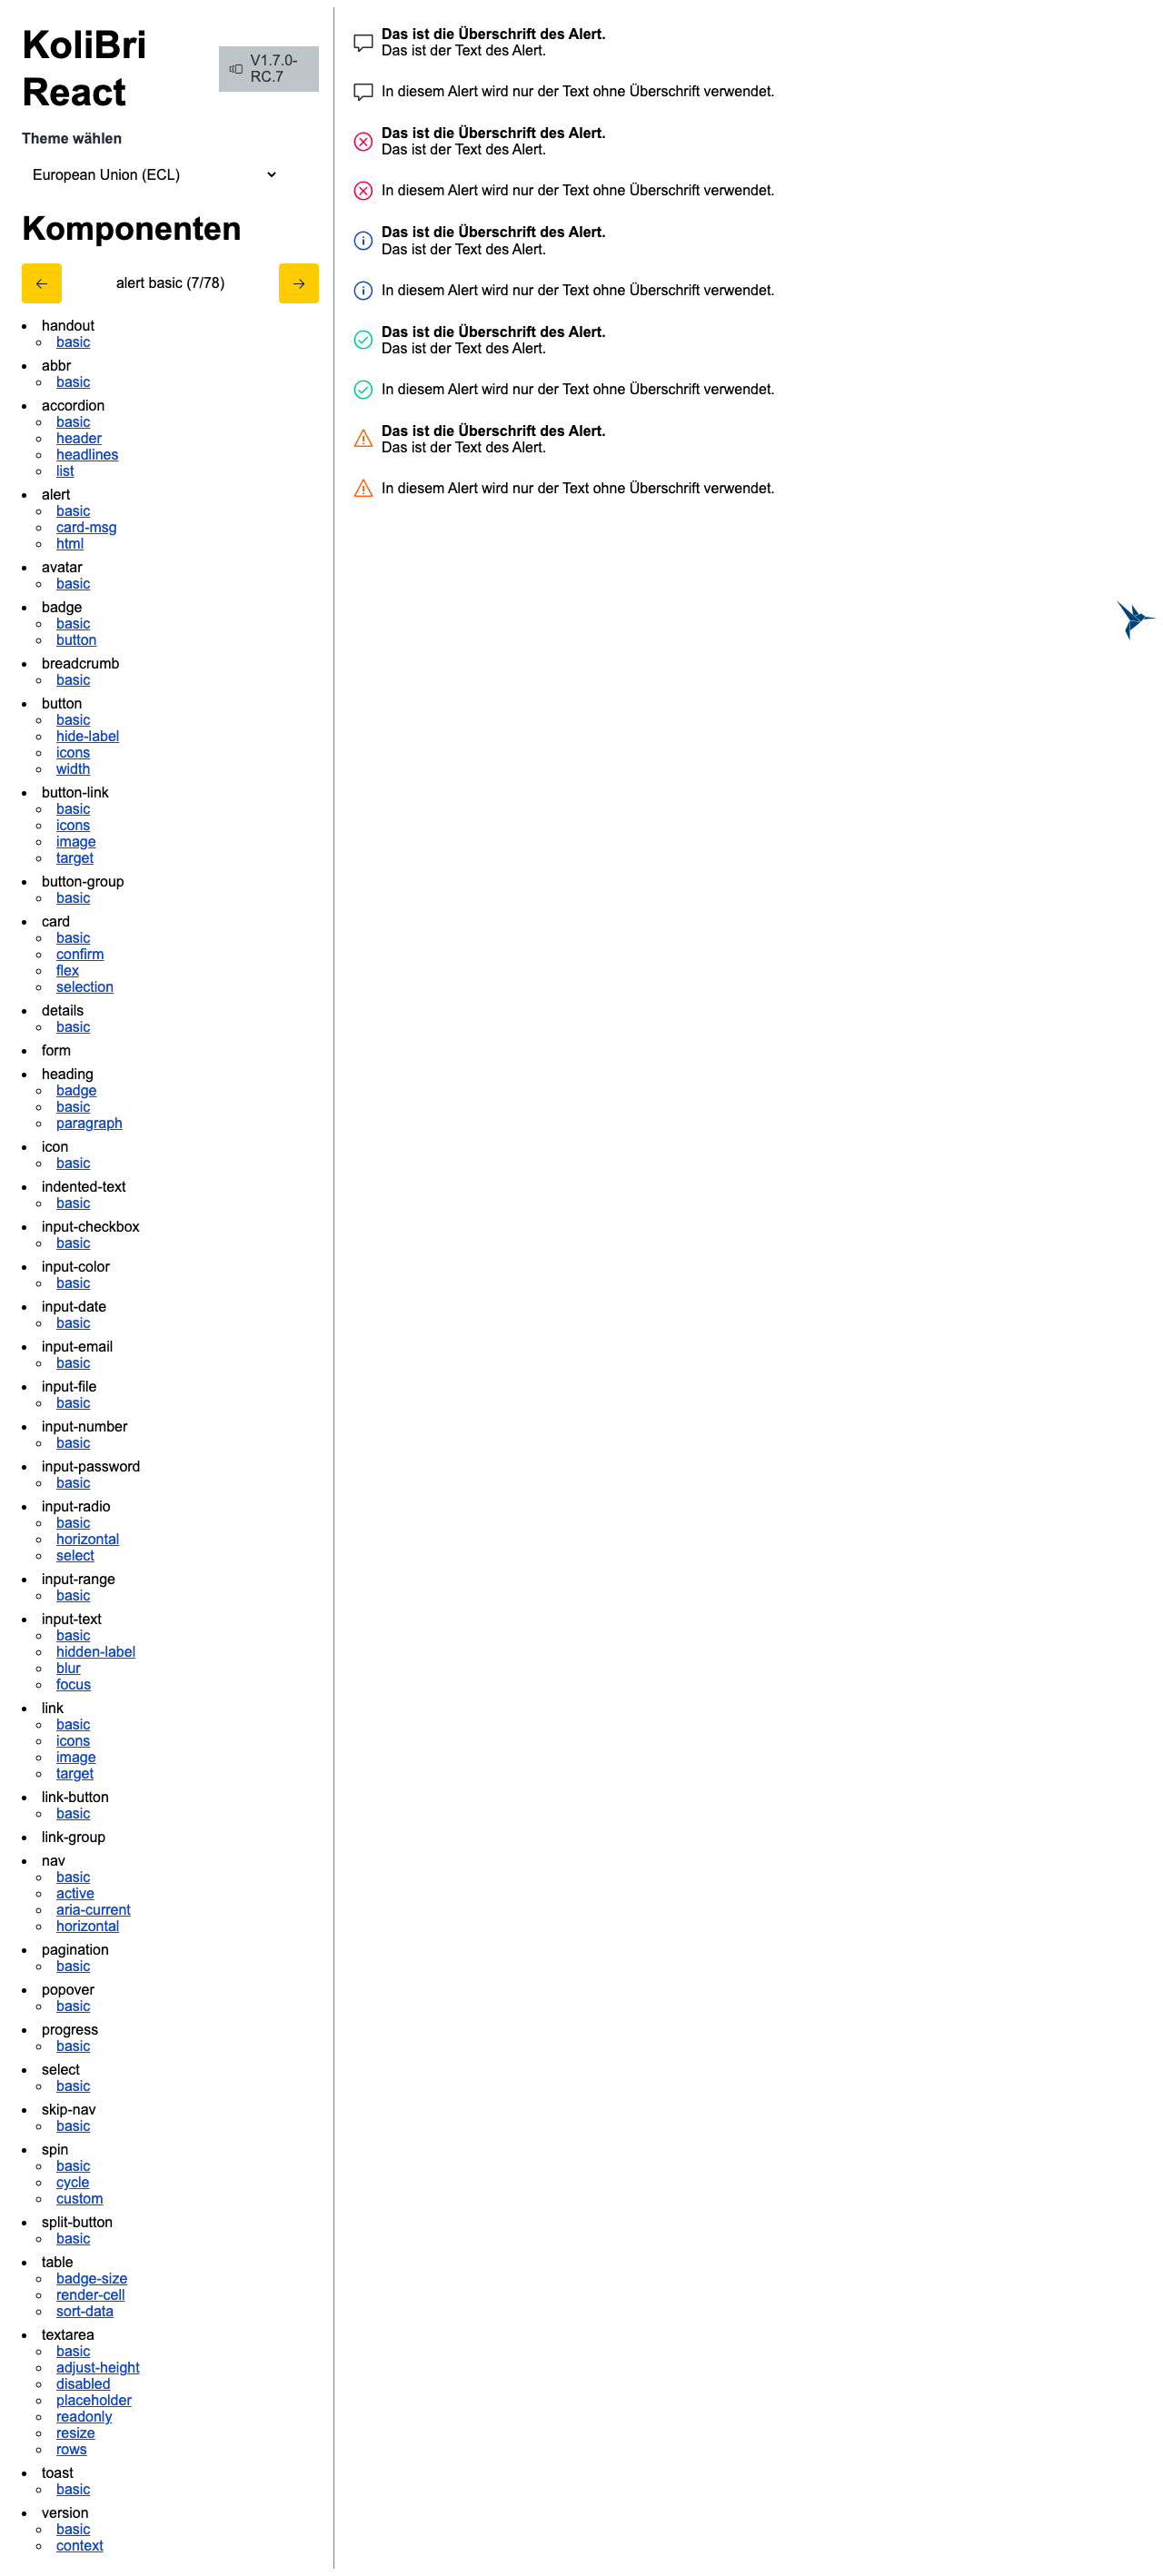 KoliBri
React
V1.7.0-
RC.7
Theme wählen
European Union (ECL)
Komponenten
alert basic (7/78)
handout
basic
abbr
basic
accordion
basic
header
headlines
list
alert
basic
card-msg
html
avatar
basic
badge
basic
button
breadcrumb
basic
button
basic
hide-label
icons
width
button-link
basic
icons
image
target
button-group
basic
card
basic
confirm
flex
selection
details
basic
form
heading
badge
basic
paragraph
icon
basic
indented-text
basic
input-checkbox
basic
input-color
basic
input-date
basic
input-email
basic
input-file
basic
input-number
basic
input-password
basic
input-radio
basic
horizontal
select
input-range
basic
input-text
basic
hidden-label
blur
focus
link
basic
icons
image
target
link-button
basic
link-group
nav
basic
active
aria-current
horizontal
pagination
basic
popover
basic
progress
basic
select
basic
skip-nav
basic
spin
basic
cycle
custom
split-button
basic
table
badge-size
render-cell
sort-data
textarea
basic
adjust-height
disabled
placeholder
readonly
resize
rows
toast
basic
version
basic
context
Das ist die Überschrift des Alert.
Das ist der Text des Alert.
In diesem Alert wird nur der Text ohne Überschrift verwendet.
Das ist die Überschrift des Alert.
Das ist der Text des Alert.
In diesem Alert wird nur der Text ohne Überschrift verwendet.
Das ist die Überschrift des Alert.
Das ist der Text des Alert.
In diesem Alert wird nur der Text ohne Überschrift verwendet.
Das ist die Überschrift des Alert.
Das ist der Text des Alert.
In diesem Alert wird nur der Text ohne Überschrift verwendet.
Das ist die Überschrift des Alert.
Das ist der Text des Alert.
In diesem Alert wird nur der Text ohne Überschrift verwendet.